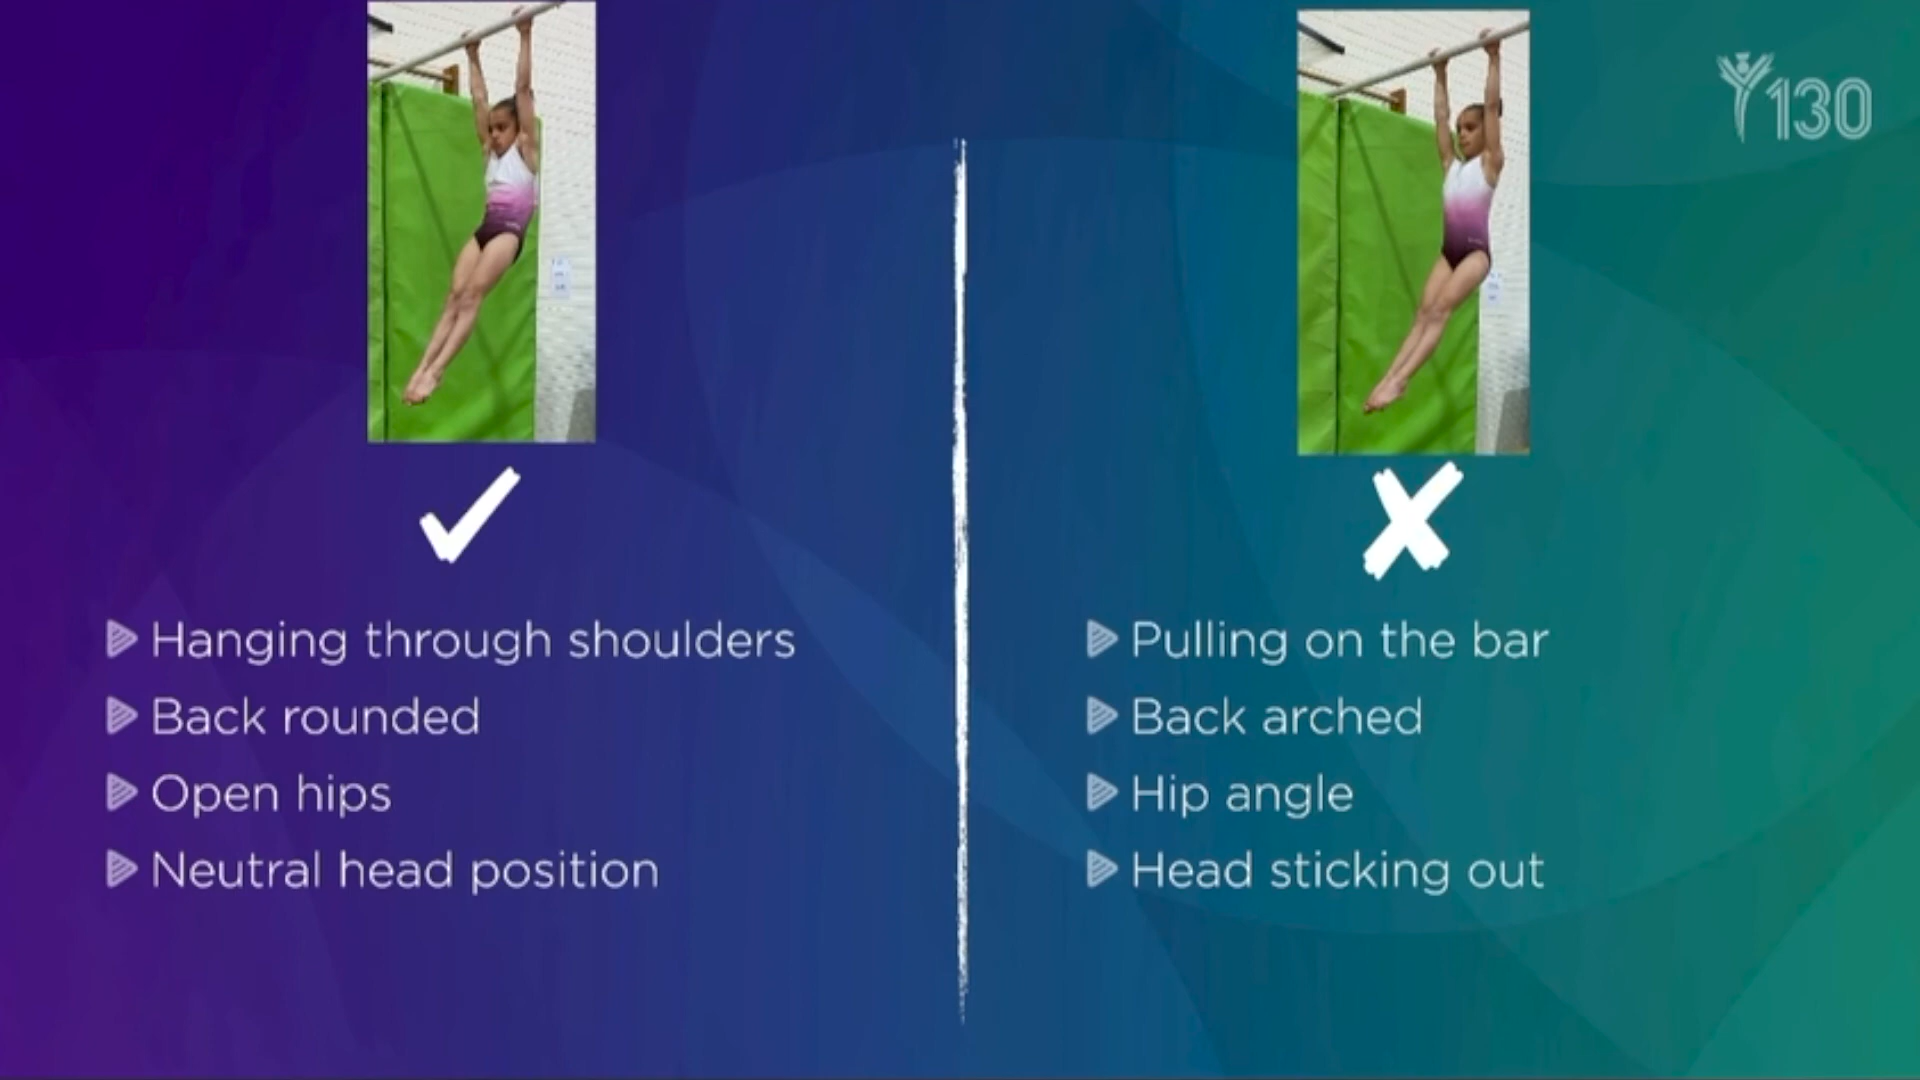 130
Hanging through shoulders
Back rounded
Open hips
Neutral head position
Pulling on the bar
Back arched
Hip angle
Head sticking out